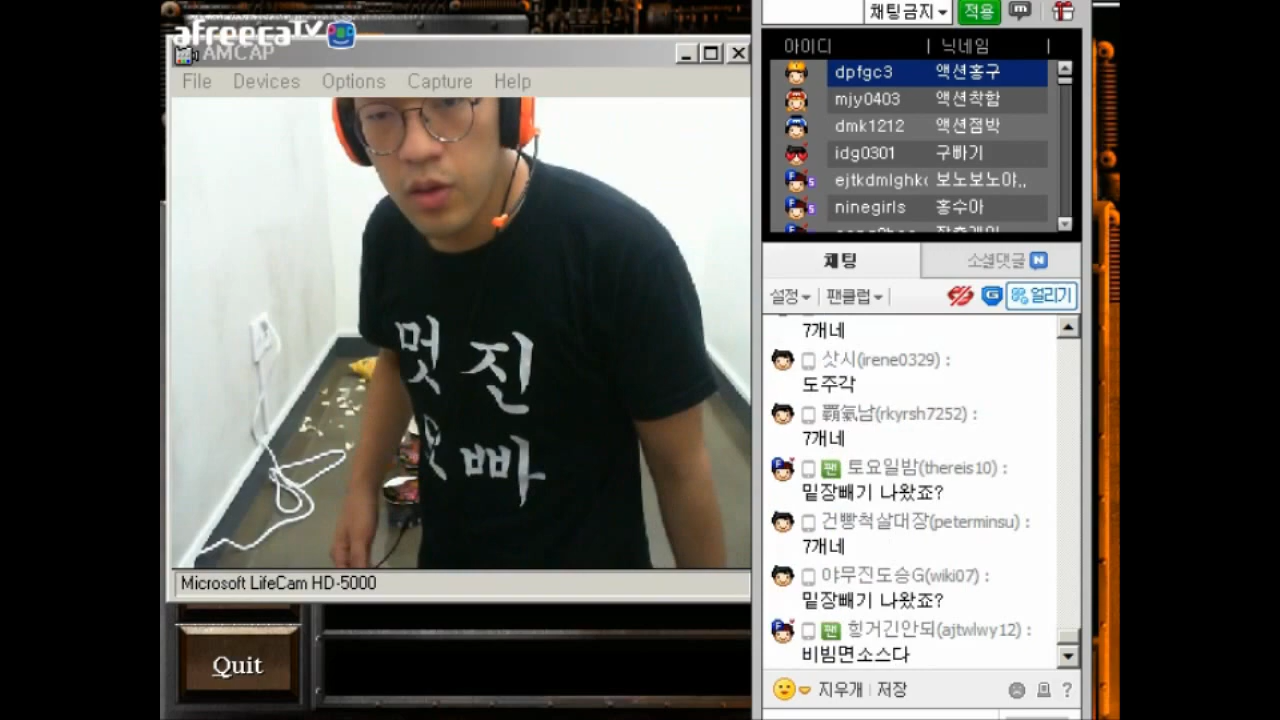 afreecaTV
AMCAP
File Devices Options Capture Help
멋진
오빠
Microsoft LifeCam HD-5000
Quit
채팅금지 적용
아이디 닉네임
dpfgc3 액션홍구
mjy0403 액션착함
dmk1212 액션점박
idg0301 구빠기
ejtkdmlghk 보노보노야,,
ninegirls 홍수아
채팅 소셜댓글 N
설정 팬클럽 얼리기
7개네
삿시(irene0329) :
도주각
覇氣남(rkyrsh7252) :
7개네
팬 토요일밤(thereis10) :
밑장빼기 나왔죠?
건빵척살대장(peterminsu) :
7개네
야무진도승G(wiki07) :
밑장빼기 나왔죠?
팬 힝거긴안되(ajtwlwy12) :
비빔면소스다
지우개 저장 ?